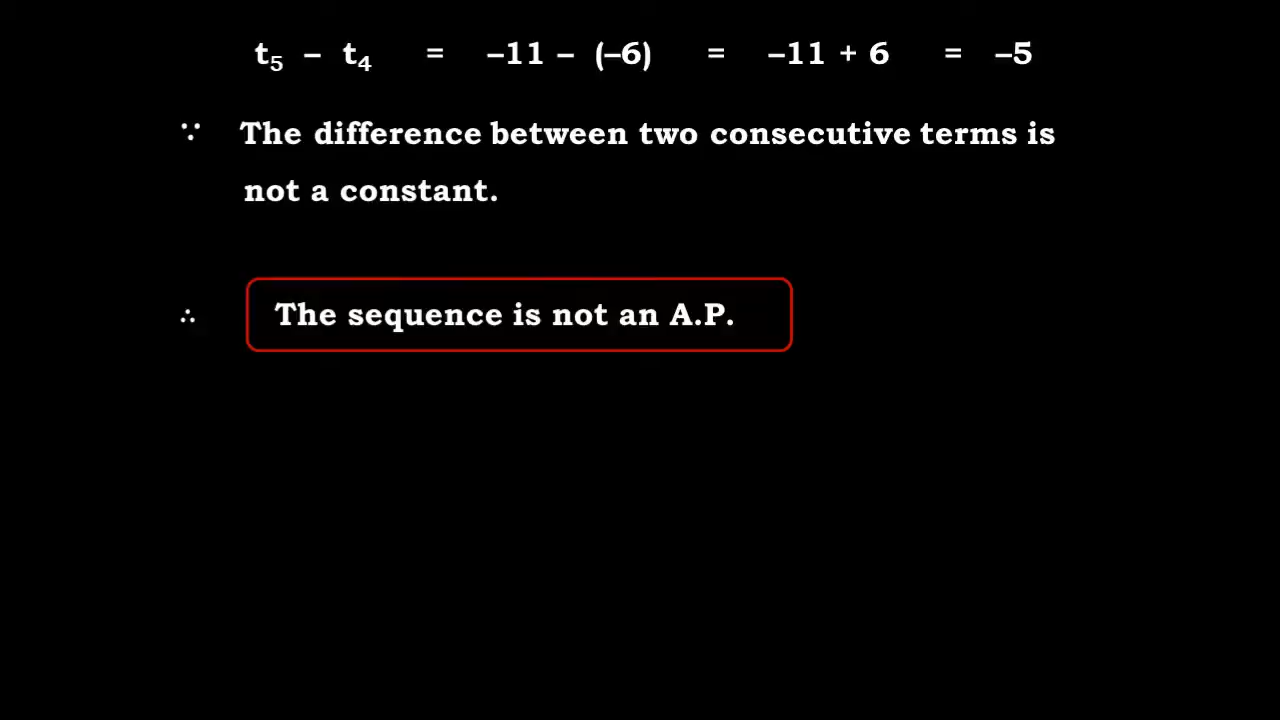 t₅ – t₄ = –11 – (–6) = –11 + 6 = –5
∵ The difference between two consecutive terms is
not a constant.
∴ The sequence is not an A.P.